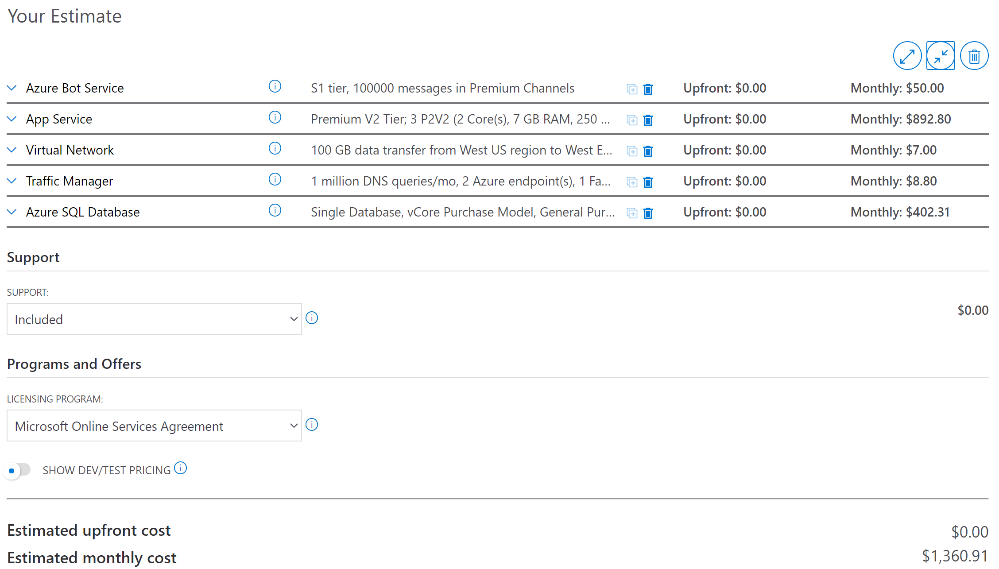 Your Estimate
Azure Bot Service S1 tier, 100000 messages in Premium Channels Upfront: $0.00 Monthly: $50.00
App Service Premium V2 Tier; 3 P2V2 (2 Core(s), 7 GB RAM, 250 ... Upfront: $0.00 Monthly: $892.80
Virtual Network 100 GB data transfer from West US region to West E... Upfront: $0.00 Monthly: $7.00
Traffic Manager 1 million DNS queries/mo, 2 Azure endpoint(s), 1 Fa... Upfront: $0.00 Monthly: $8.80
Azure SQL Database Single Database, vCore Purchase Model, General Pur... Upfront: $0.00 Monthly: $402.31
Support
SUPPORT:
Included $0.00
Programs and Offers
LICENSING PROGRAM:
Microsoft Online Services Agreement
SHOW DEV/TEST PRICING
Estimated upfront cost $0.00
Estimated monthly cost $1,360.91